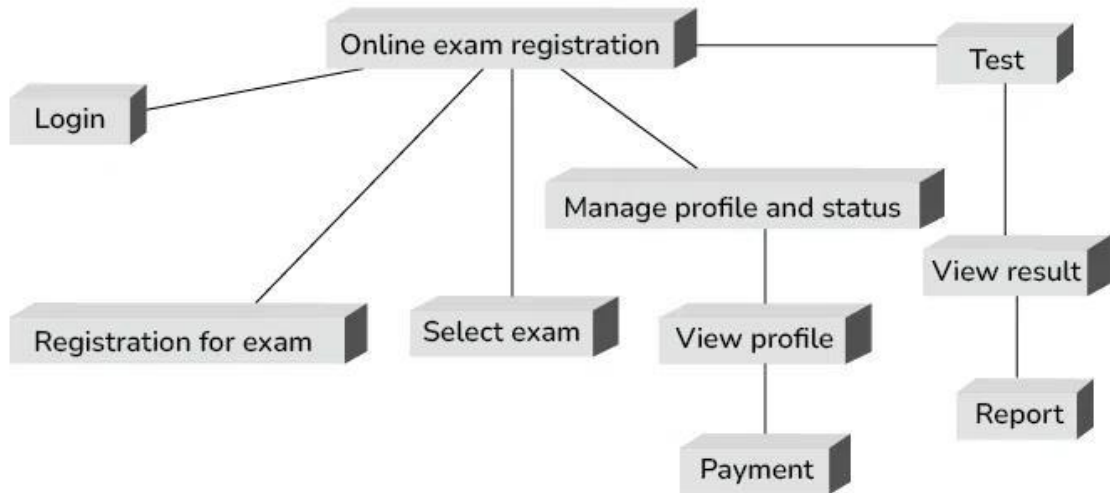 Online exam registration
Test
Login
Manage profile and status
View result
Registration for exam
Select exam
View profile
Report
Payment